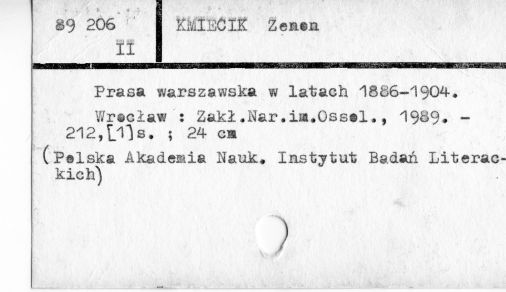 89 206
II
KMIECIK Zenon
Prasa warszawska w latach 1886-1904.
Wrocław : Zakł.Nar.im.Ossol., 1989. -
212,[1]s. ; 24 cm
(Polska Akademia Nauk. Instytut Badań Literac-
kich)